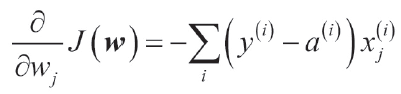 ∂/∂w_j J(w) = −∑_i (y^(i) − a^(i)) x_j^(i)